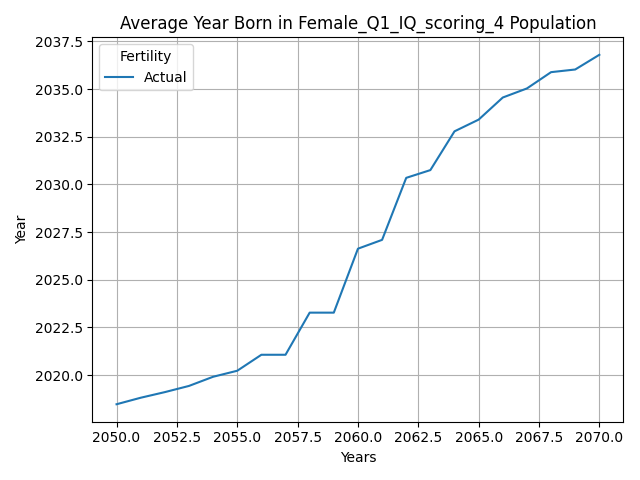 Average Year Born in Female_Q1_IQ_scoring_4 Population
Fertility
Actual
Year
2037.5
2035.0
2032.5
2030.0
2027.5
2025.0
2022.5
2020.0
2050.0 2052.5 2055.0 2057.5 2060.0 2062.5 2065.0 2067.5 2070.0
Years